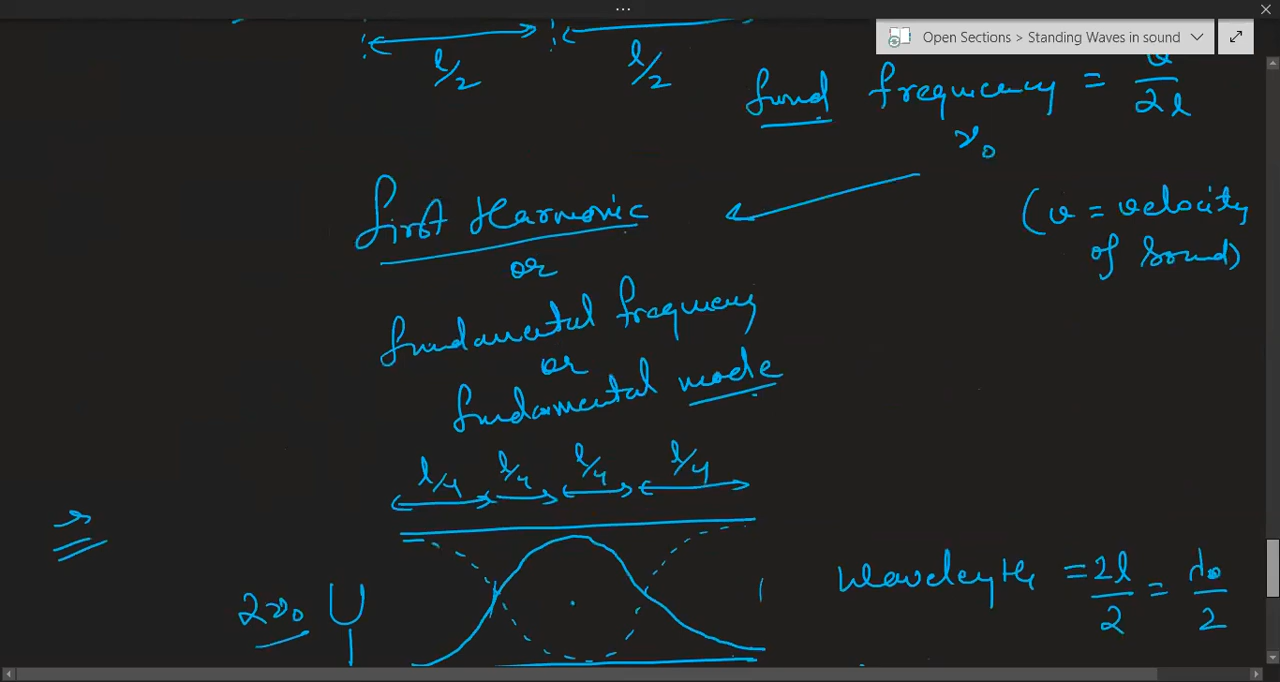 ...
Open Sections > Standing Waves in sound
l/2 l/2
fund frequency = v/2l
ν₀
First Harmonic
or
fundamental frequency
or
fundamental mode
(v = velocity
of sound)
l/4 l/4 l/4 l/4
2ν₀
wavelength = 2l/2 = λ₀/2